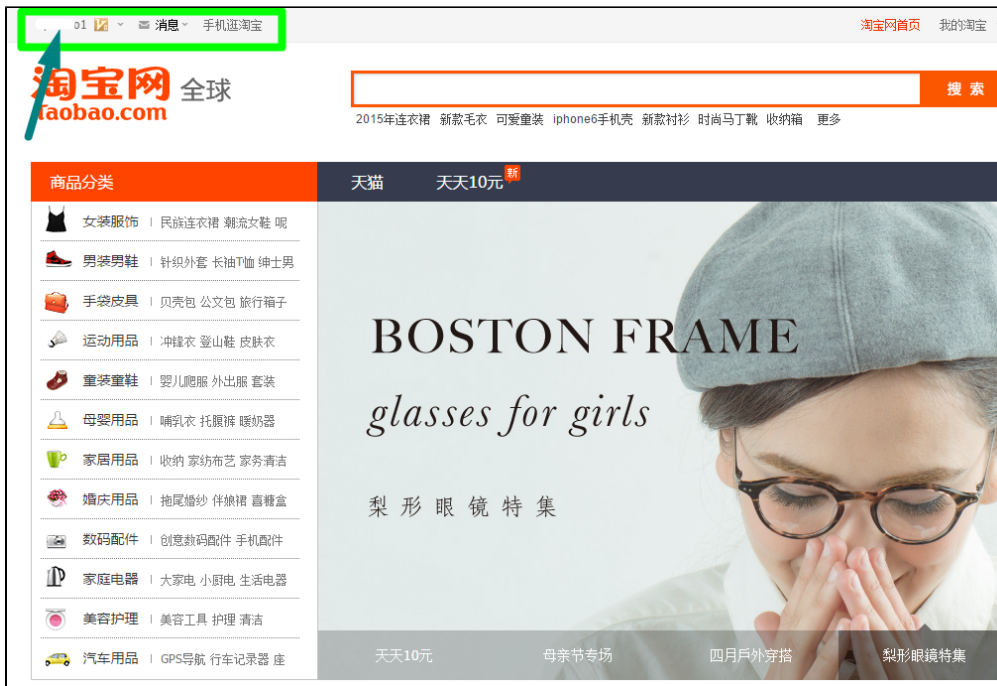 o1 消息 手机逛淘宝 淘宝网首页 我的淘宝
淘宝网 全球
Taobao.com
搜 索
2015年连衣裙 新款毛衣 可爱童装 iphone6手机壳 新款衬衫 时尚马丁靴 收纳箱 更多
商品分类 天猫 天天10元 新
女装服饰 | 民族连衣裙 潮流女鞋 呢
男装男鞋 | 针织外套 长袖T恤 绅士男
手袋皮具 | 贝壳包 公文包 旅行箱子
运动用品 | 冲锋衣 登山鞋 皮肤衣
童装童鞋 | 婴儿爬服 外出服 套装
母婴用品 | 哺乳衣 托腹裤 暖奶器
家居用品 | 收纳 家纺布艺 家务清洁
婚庆用品 | 拖尾婚纱 伴娘裙 喜糖盒
数码配件 | 创意数码配件 手机配件
家庭电器 | 大家电 小厨电 生活电器
美容护理 | 美容工具 护理 清洁
汽车用品 | GPS导航 行车记录器 座
BOSTON FRAME
glasses for girls
梨形眼镜特集
天天10元 母亲节专场 四月戶外穿搭 梨形眼鏡特集